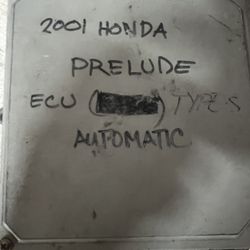 2001 HONDA
PRELUDE
ECU () TYPE S
AUTOMATIC